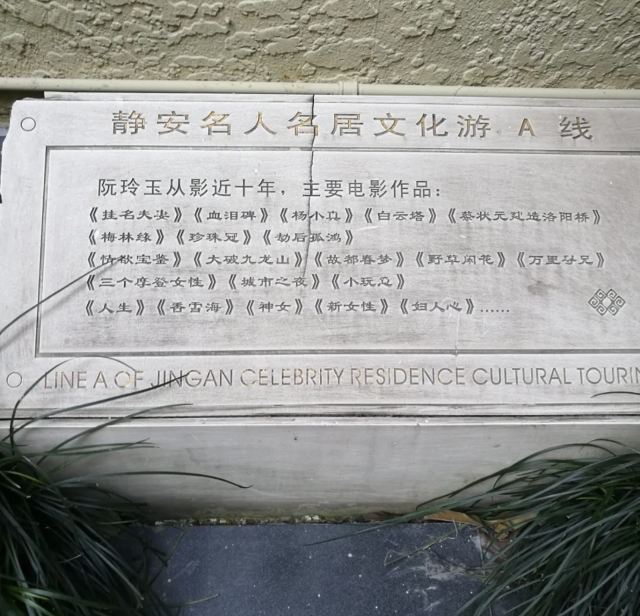 静安名人名居文化游 A 线
阮玲玉从影近十年，主要电影作品：
《挂名夫妻》《血泪碑》《杨小真》《白云塔》《蔡状元建造洛阳桥》
《梅林缘》《珍珠冠》《劫后孤鸿》
《情欲宝鉴》《大破九龙山》《故都春梦》《野草闲花》《万里寻兄》
《三个摩登女性》《城市之夜》《小玩意》
《人生》《香雪海》《神女》《新女性》《妇人心》……
LINE A OF JINGAN CELEBRITY RESIDENCE CULTURAL TOURIN